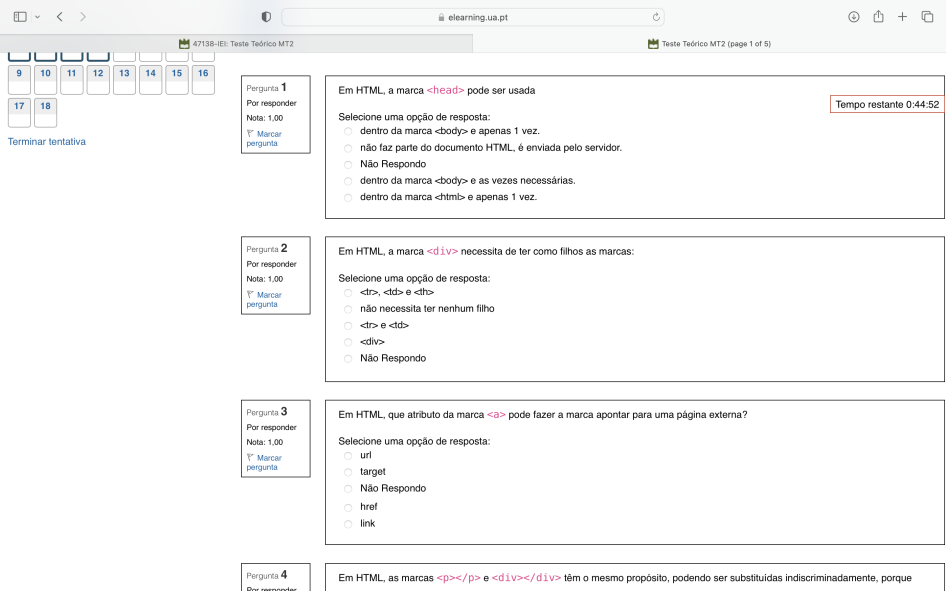 elearning.ua.pt
47138-IEI: Teste Teórico MT2
Teste Teórico MT2 (page 1 of 5)
9 10 11 12 13 14 15 16
17 18
Terminar tentativa
Tempo restante 0:44:52
Pergunta 1
Por responder
Nota: 1,00
Marcar
pergunta
Em HTML, a marca <head> pode ser usada
Selecione uma opção de resposta:
dentro da marca <body> e apenas 1 vez.
não faz parte do documento HTML, é enviada pelo servidor.
Não Respondo
dentro da marca <body> e as vezes necessárias.
dentro da marca <html> e apenas 1 vez.
Pergunta 2
Por responder
Nota: 1,00
Marcar
pergunta
Em HTML, a marca <div> necessita de ter como filhos as marcas:
Selecione uma opção de resposta:
<tr>, <td> e <th>
não necessita ter nenhum filho
<tr> e <td>
<div>
Não Respondo
Pergunta 3
Por responder
Nota: 1,00
Marcar
pergunta
Em HTML, que atributo da marca <a> pode fazer a marca apontar para uma página externa?
Selecione uma opção de resposta:
url
target
Não Respondo
href
link
Pergunta 4
Por responder
Em HTML, as marcas <p></p> e <div></div> têm o mesmo propósito, podendo ser substituídas indiscriminadamente, porque